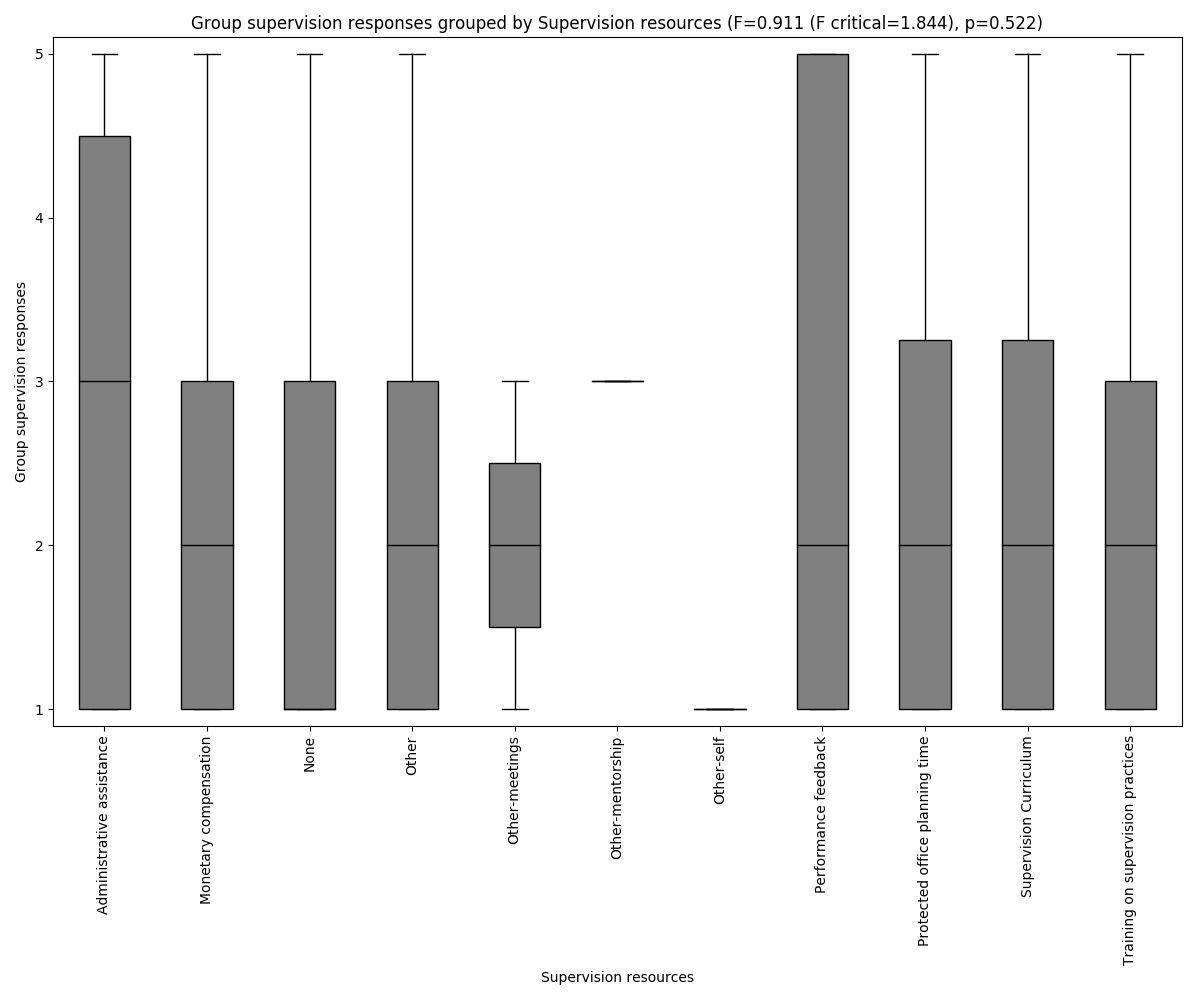 Group supervision responses grouped by Supervision resources (F=0.911 (F critical=1.844), p=0.522)
Group supervision responses
5
4
3
2
1
Administrative assistance
Monetary compensation
None
Other
Other-meetings
Other-mentorship
Other-self
Performance feedback
Protected office planning time
Supervision Curriculum
Training on supervision practices
Supervision resources